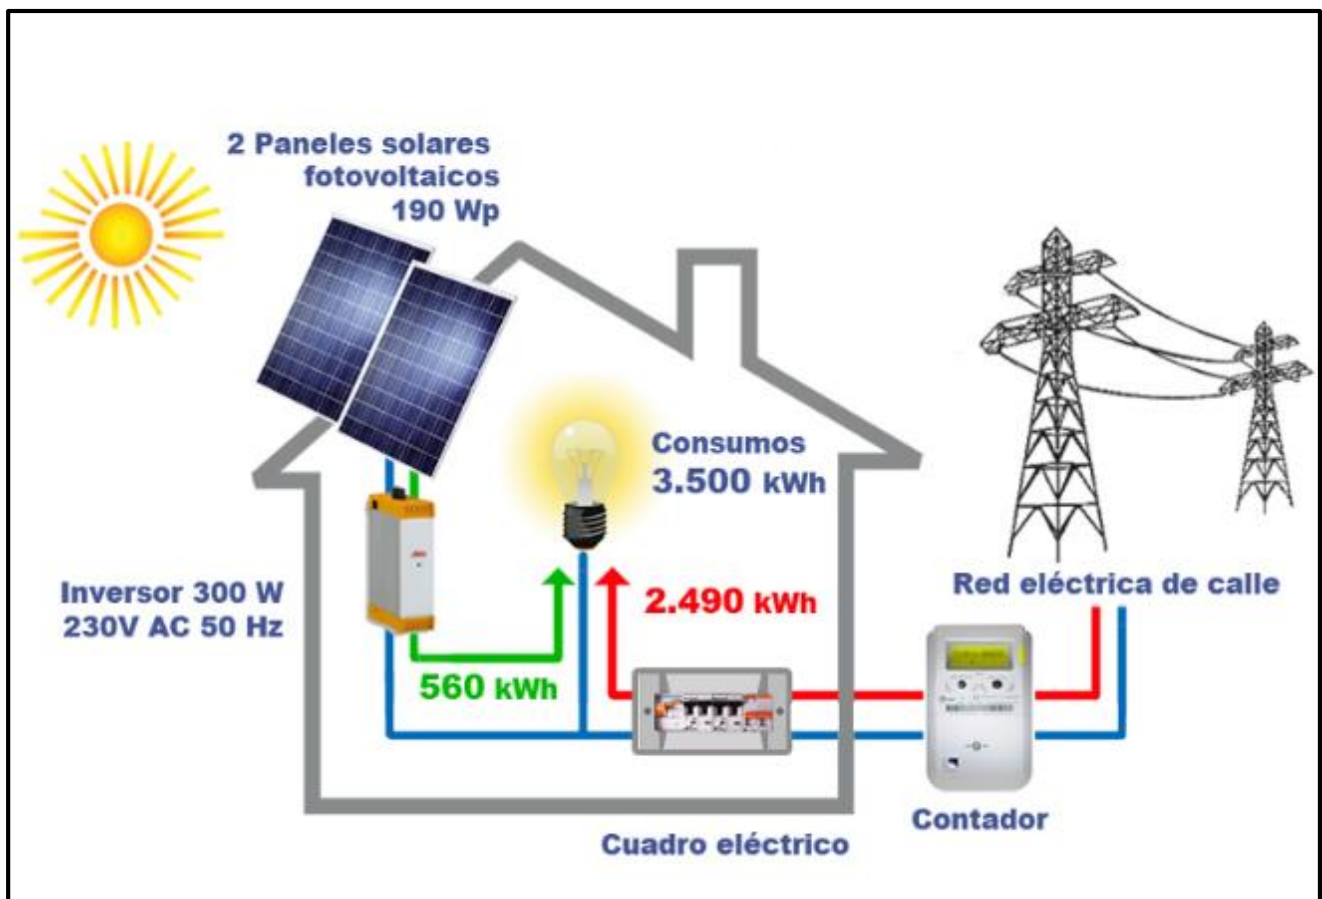 2 Paneles solares
fotovoltaicos
190 Wp
Consumos
3.500 kWh
Inversor 300 W
230V AC 50 Hz
2.490 kWh
560 kWh
Red eléctrica de calle
Contador
Cuadro eléctrico